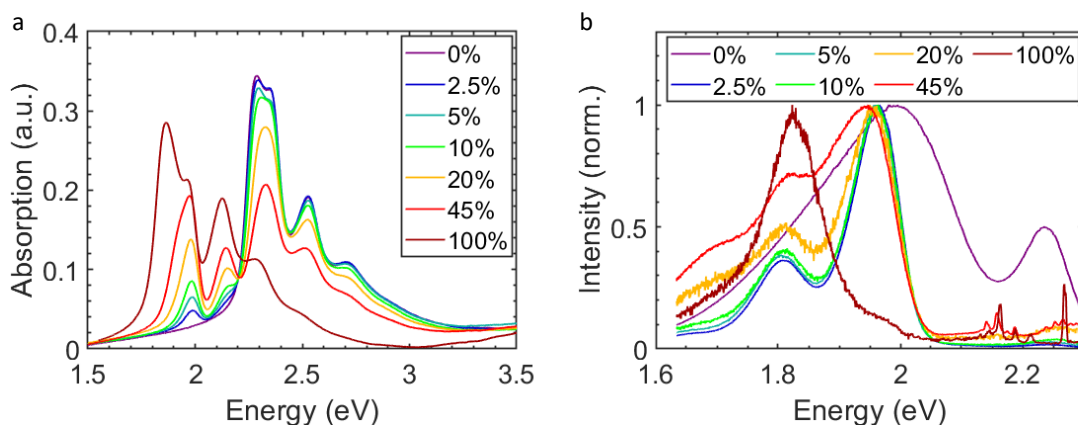 a
Absorption (a.u.)
0.4
0.3
0.2
0.1
0
1.5 2 2.5 3 3.5
Energy (eV)
0%
2.5%
5%
10%
20%
45%
100%
b
Intensity (norm.)
1
0.5
0
1.6 1.8 2 2.2
Energy (eV)
0% 5% 20% 100%
2.5% 10% 45%